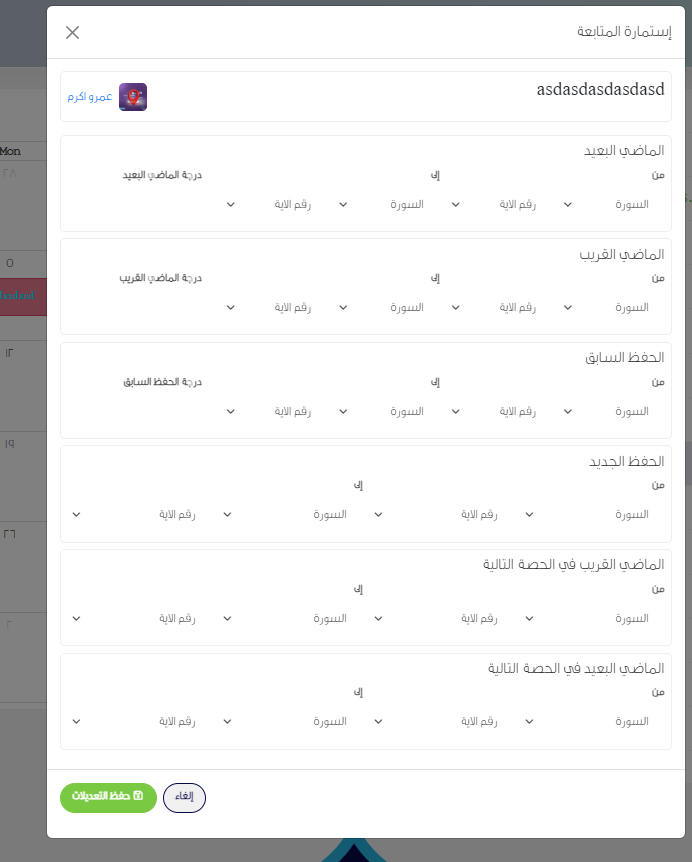 إستمارة المتابعة
asdasdasdasdasd
عمرو اكرم
الماضي البعيد
من إلى درجة الماضي البعيد
السورة رقم الاية السورة رقم الاية
الماضي القريب
من إلى درجة الماضي القريب
السورة رقم الاية السورة رقم الاية
الحفظ السابق
من إلى درجة الحفظ السابق
السورة رقم الاية السورة رقم الاية
الحفظ الجديد
من إلى
السورة رقم الاية السورة رقم الاية
الماضي القريب في الحصة التالية
من إلى
السورة رقم الاية السورة رقم الاية
الماضي البعيد في الحصة التالية
من إلى
السورة رقم الاية السورة رقم الاية
إلغاء
حفظ التعديلات
Mon
٢٨
٥
١٢
١٩
٢٦